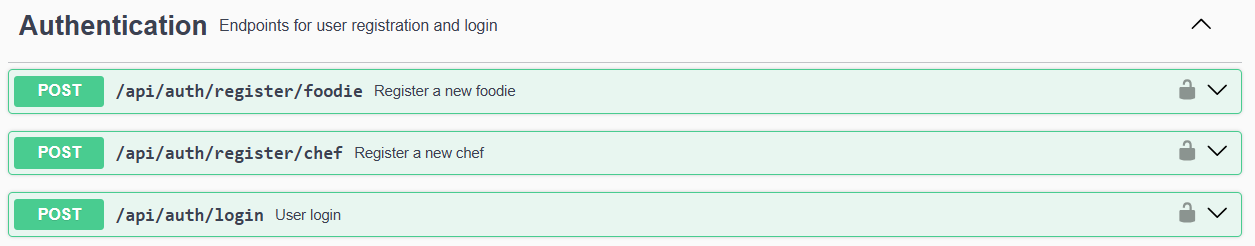 Authentication Endpoints for user registration and login
POST /api/auth/register/foodie Register a new foodie
POST /api/auth/register/chef Register a new chef
POST /api/auth/login User login